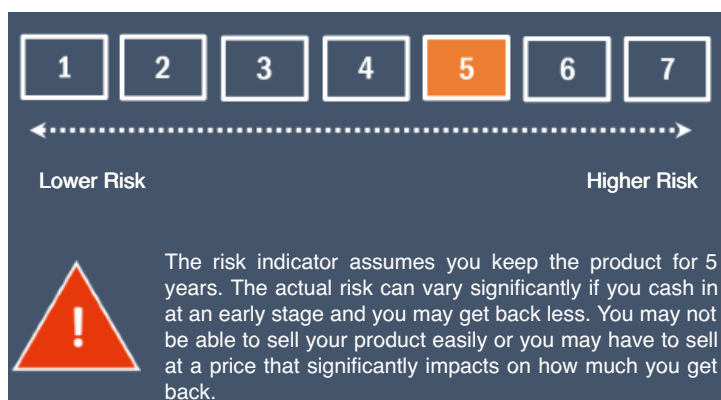 1 2 3 4 5 6 7
Lower Risk Higher Risk
!
The risk indicator assumes you keep the product for 5
years. The actual risk can vary significantly if you cash in
at an early stage and you may get back less. You may not
be able to sell your product easily or you may have to sell
at a price that significantly impacts on how much you get
back.